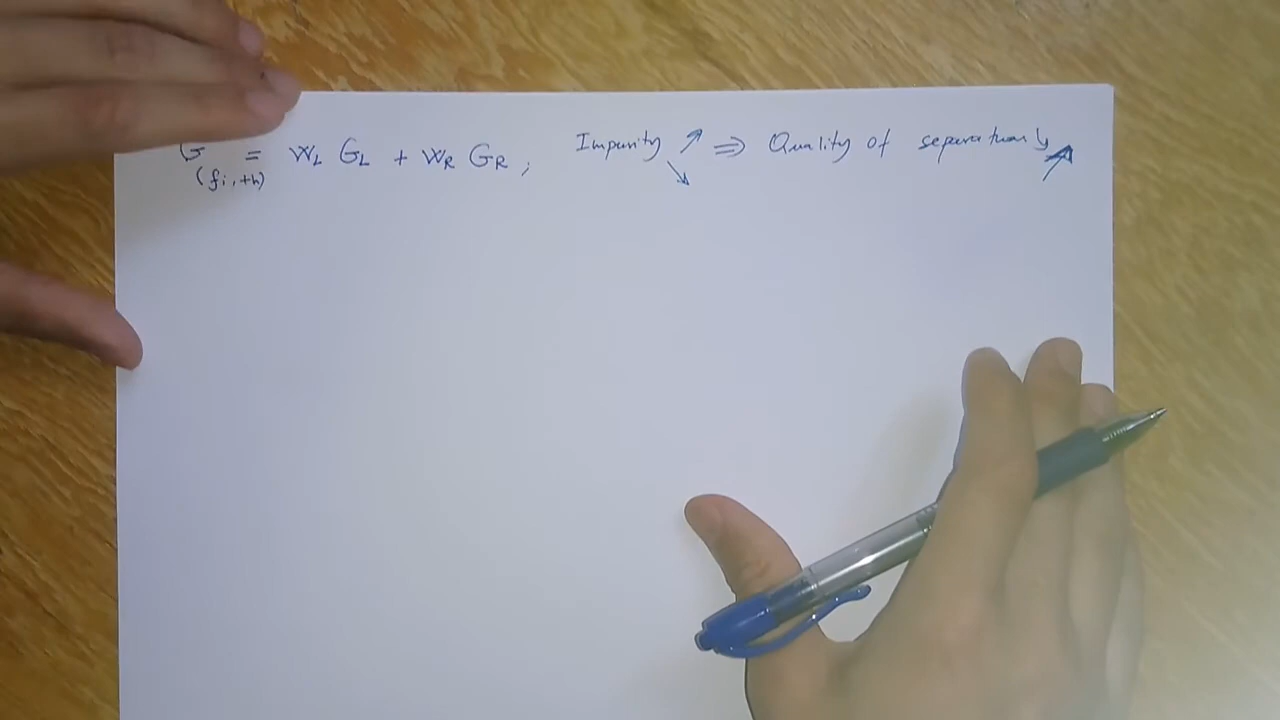 G = WL GL + WR GR ; Impurity ↗ ⇒ Quality of separation ↘
(fi, th) ↘ ↗